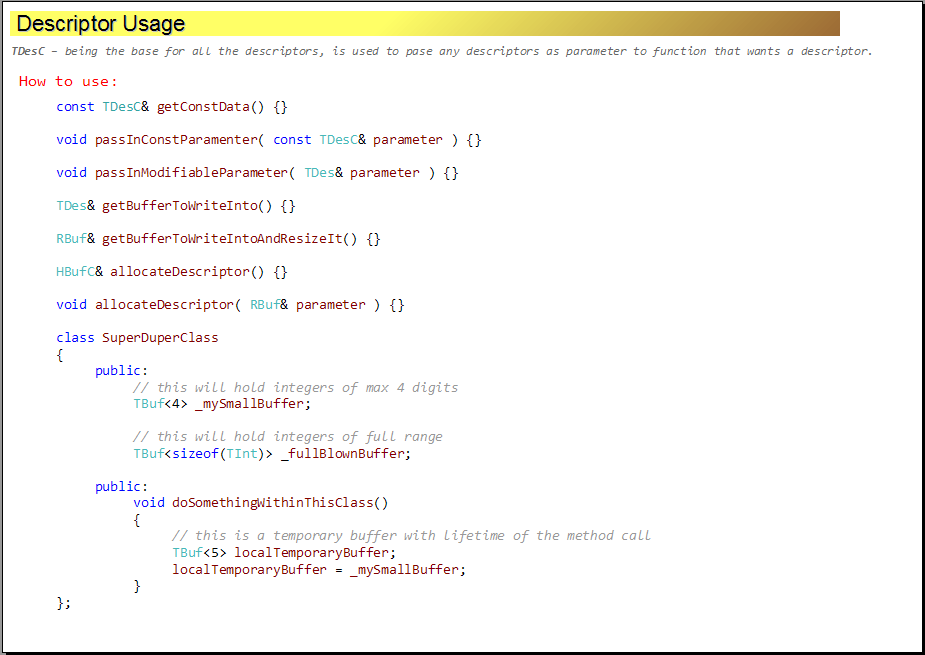 Descriptor Usage
TDesC – being the base for all the descriptors, is used to pase any descriptors as parameter to function that wants a descriptor.
How to use:
const TDesC& getConstData() {}
void passInConstParamenter( const TDesC& parameter ) {}
void passInModifiableParameter( TDes& parameter ) {}
TDes& getBufferToWriteInto() {}
RBuf& getBufferToWriteIntoAndResizeIt() {}
HBufC& allocateDescriptor() {}
void allocateDescriptor( RBuf& parameter ) {}
class SuperDuperClass
{
public:
// this will hold integers of max 4 digits
TBuf<4> _mySmallBuffer;
// this will hold integers of full range
TBuf<sizeof(TInt)> _fullBlownBuffer;
public:
void doSomethingWithinThisClass()
{
// this is a temporary buffer with lifetime of the method call
TBuf<5> localTemporaryBuffer;
localTemporaryBuffer = _mySmallBuffer;
}
};